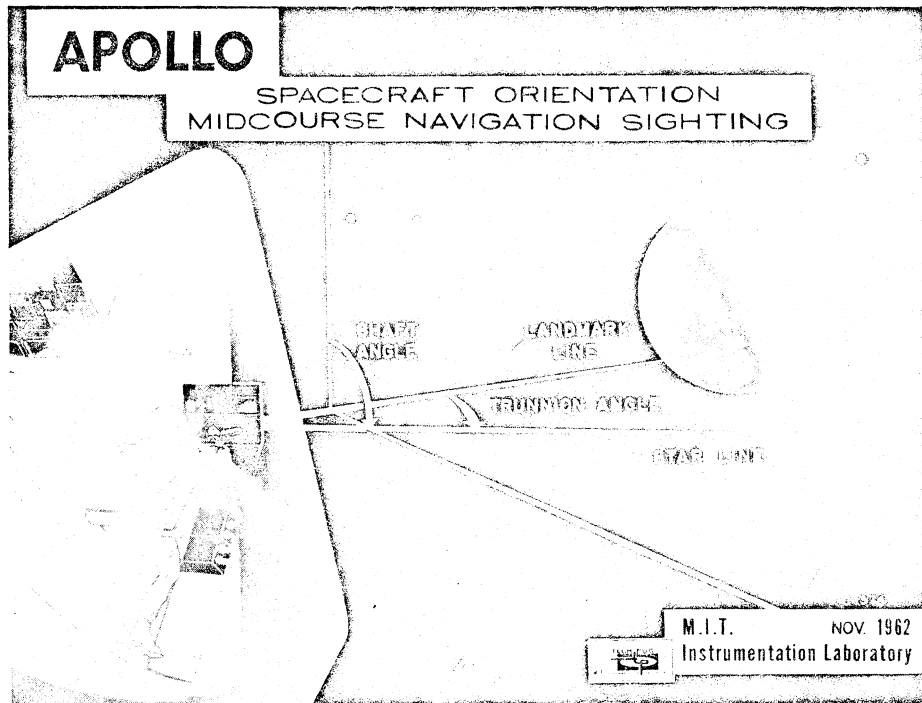 APOLLO
SPACECRAFT ORIENTATION
MIDCOURSE NAVIGATION SIGHTING
SHAFT
ANGLE
LANDMARK
LINE
TRUNNION ANGLE
STAR LINE
M.I.T. NOV. 1962
Instrumentation Laboratory